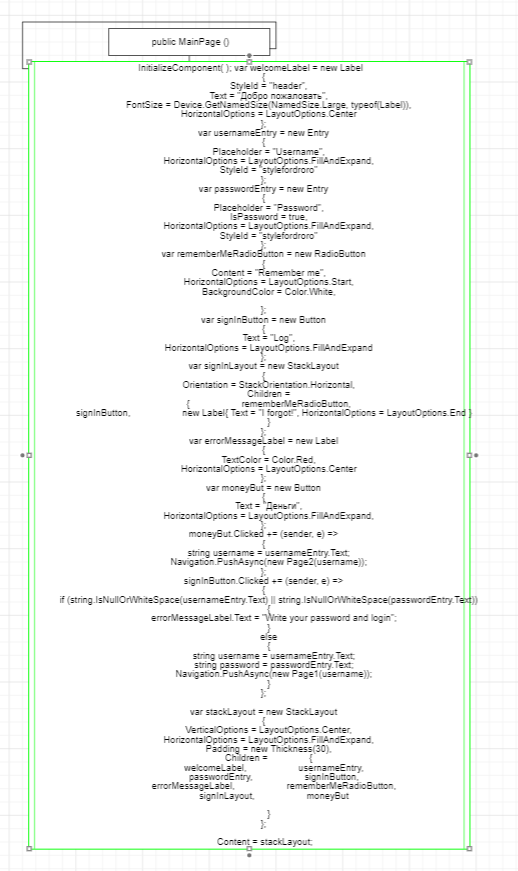 public MainPage ()
InitializeComponent( ); var welcomeLabel = new Label
{
StyleId = "header",
Text = "Добро пожаловать",
FontSize = Device.GetNamedSize(NamedSize.Large, typeof(Label)),
HorizontalOptions = LayoutOptions.Center
};
var usernameEntry = new Entry
{
Placeholder = "Username",
HorizontalOptions = LayoutOptions.FillAndExpand,
StyleId = "stylefordroro"
};
var passwordEntry = new Entry
{
Placeholder = "Password",
IsPassword = true,
HorizontalOptions = LayoutOptions.FillAndExpand,
StyleId = "stylefordroro"
};
var rememberMeRadioButton = new RadioButton
{
Content = "Remember me",
HorizontalOptions = LayoutOptions.Start,
BackgroundColor = Color.White,
};
var signInButton = new Button
{
Text = "Log",
HorizontalOptions = LayoutOptions.FillAndExpand
};
var signInLayout = new StackLayout
{
Orientation = StackOrientation.Horizontal,
Children =
{ rememberMeRadioButton,
signInButton, new Label{ Text = "I forgot!", HorizontalOptions = LayoutOptions.End }
}
};
var errorMessageLabel = new Label
{
TextColor = Color.Red,
HorizontalOptions = LayoutOptions.Center
};
var moneyBut = new Button
{
Text = "Деньги",
HorizontalOptions = LayoutOptions.FillAndExpand,
};
moneyBut.Clicked += (sender, e) =>
{
string username = usernameEntry.Text;
Navigation.PushAsync(new Page2(username));
};
signInButton.Clicked += (sender, e) =>
{
if (string.IsNullOrWhiteSpace(usernameEntry.Text) || string.IsNullOrWhiteSpace(passwordEntry.Text))
{
errorMessageLabel.Text = "Write your password and login";
}
else
{
string username = usernameEntry.Text;
string password = passwordEntry.Text;
Navigation.PushAsync(new Page1(username));
}
};
var stackLayout = new StackLayout
{
VerticalOptions = LayoutOptions.Center,
HorizontalOptions = LayoutOptions.FillAndExpand,
Padding = new Thickness(30),
Children = {
welcomeLabel, usernameEntry,
passwordEntry, signInButton,
errorMessageLabel, rememberMeRadioButton,
signInLayout, moneyBut
}
};
Content = stackLayout;